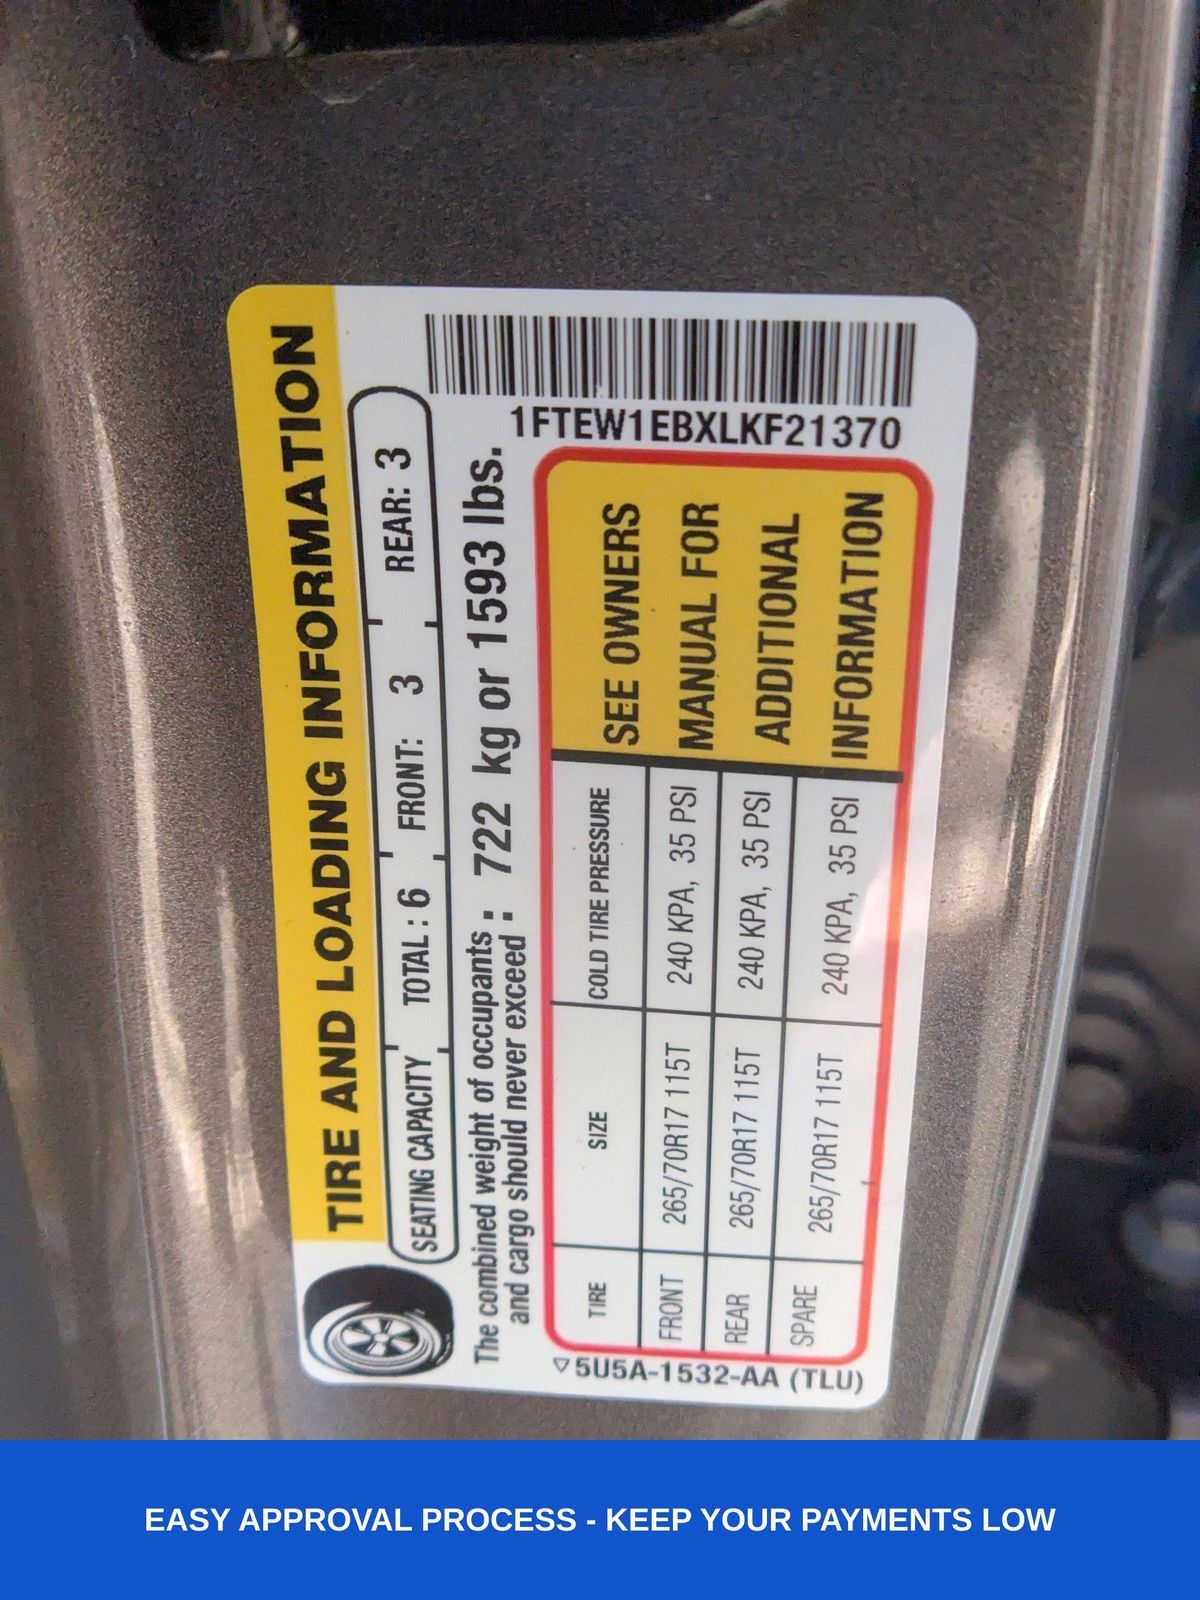 TIRE AND LOADING INFORMATION
SEATING CAPACITY TOTAL : 6 FRONT: 3 REAR: 3
The combined weight of occupants
and cargo should never exceed : 722 kg or 1593 lbs.
1FTEW1EBXLKF21370
TIRE SIZE COLD TIRE PRESSURE
FRONT 265/70R17 115T 240 KPA, 35 PSI
REAR 265/70R17 115T 240 KPA, 35 PSI
SPARE 265/70R17 115T 240 KPA, 35 PSI
SEE OWNERS
MANUAL FOR
ADDITIONAL
INFORMATION
▽5U5A-1532-AA (TLU)
EASY APPROVAL PROCESS - KEEP YOUR PAYMENTS LOW